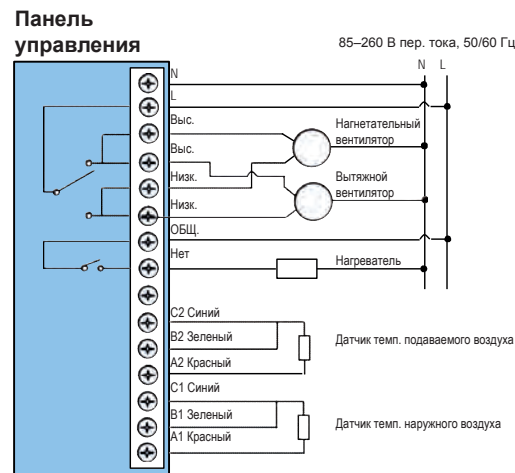 Панель
управления
85–260 В пер. тока, 50/60 Гц
N L
N
L
Выс.
Нагнетательный
вентилятор
Выс.
Низк.
Вытяжной
вентилятор
Низк.
ОБЩ.
Нет
Нагреватель
C2 Синий
B2 Зеленый
Датчик темп. подаваемого воздуха
A2 Красный
C1 Синий
B1 Зеленый
Датчик темп. наружного воздуха
A1 Красный